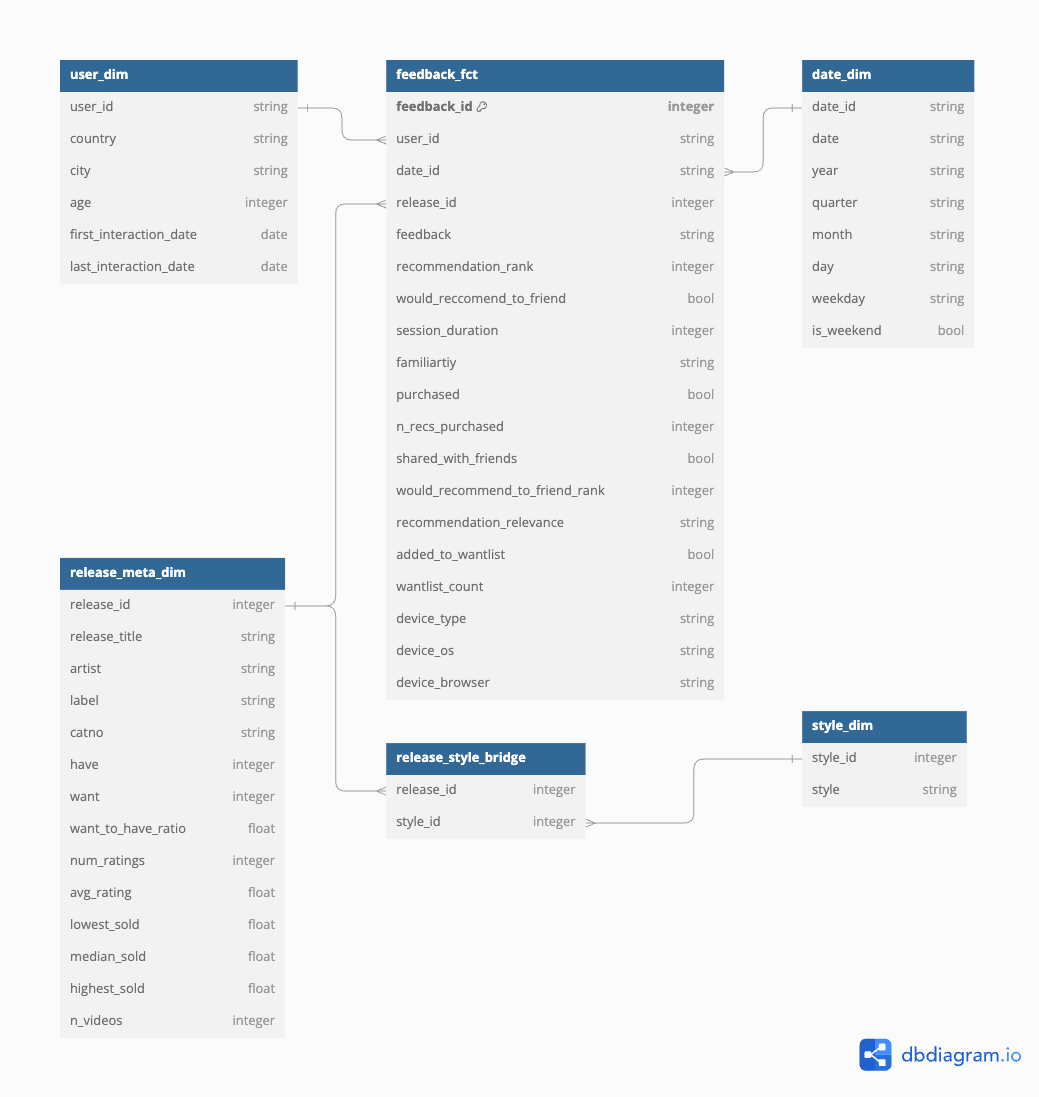 user_dim
user_id string
country string
city string
age integer
first_interaction_date date
last_interaction_date date
feedback_fct
feedback_id integer
user_id string
date_id string
release_id integer
feedback string
recommendation_rank integer
would_reccomend_to_friend bool
session_duration integer
familiartiy string
purchased bool
n_recs_purchased integer
shared_with_friends bool
would_recommend_to_friend_rank integer
recommendation_relevance string
added_to_wantlist bool
wantlist_count integer
device_type string
device_os string
device_browser string
date_dim
date_id string
date string
year string
quarter string
month string
day string
weekday string
is_weekend bool
release_meta_dim
release_id integer
release_title string
artist string
label string
catno string
have integer
want integer
want_to_have_ratio float
num_ratings integer
avg_rating float
lowest_sold float
median_sold float
highest_sold float
n_videos integer
release_style_bridge
release_id integer
style_id integer
style_dim
style_id integer
style string
dbdiagram.io